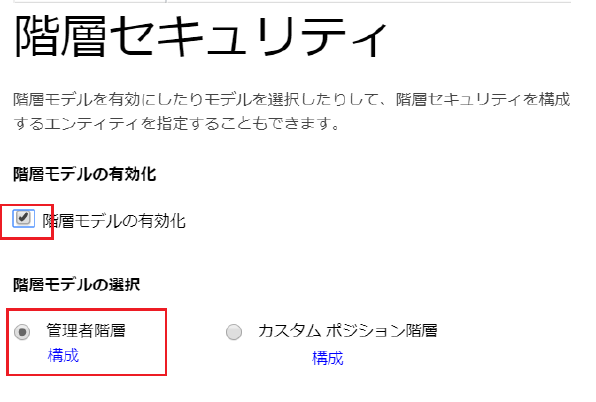 階層セキュリティ
階層モデルを有効にしたりモデルを選択したりして、階層セキュリティを構成
するエンティティを指定することもできます。
階層モデルの有効化
階層モデルの有効化
階層モデルの選択
管理者階層 カスタム ポジション階層
構成 構成